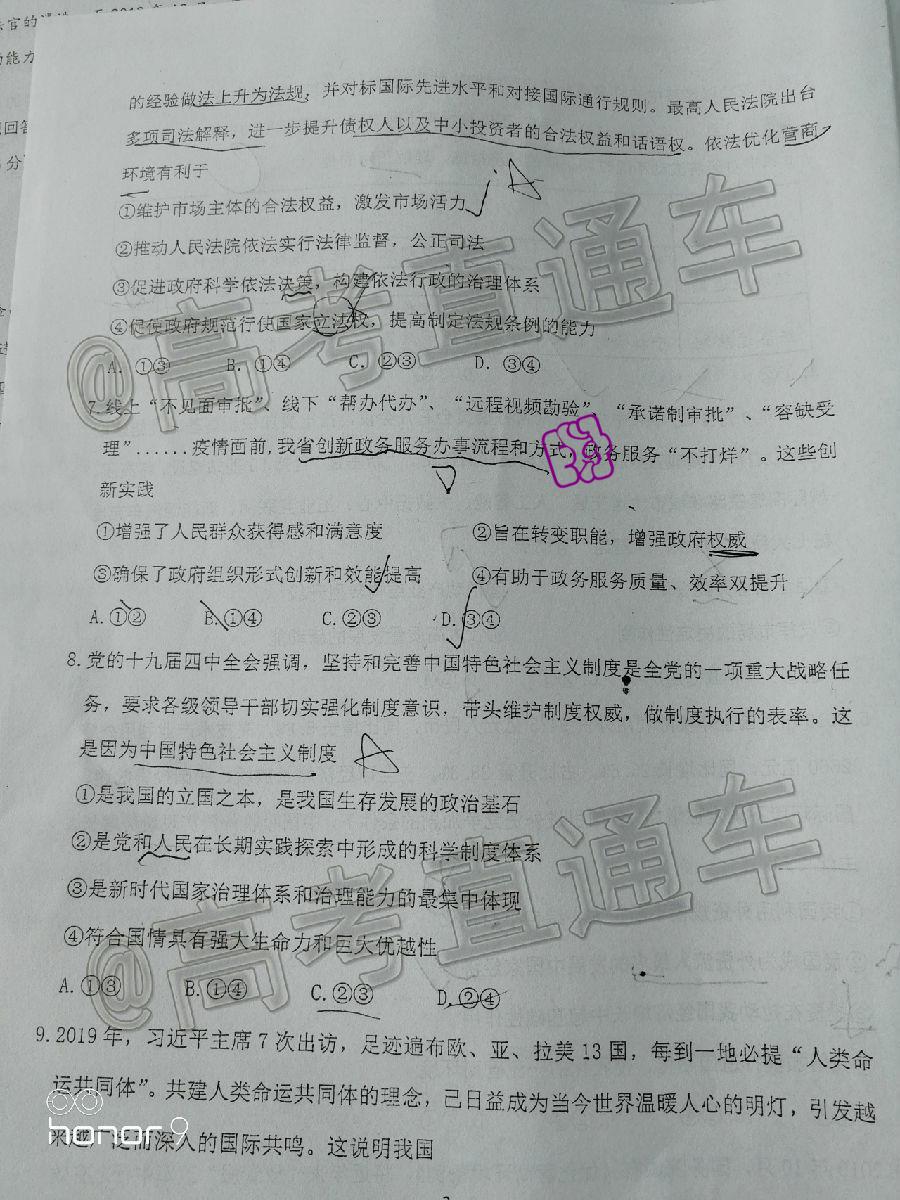 的经验做法上升为法规，并对标国际先进水平和对接国际通行规则。最高人民法院出台
多项司法解释，进一步提升债权人以及中小投资者的合法权益和话语权。依法优化营商
环境有利于
①维护市场主体的合法权益，激发市场活力
②推动人民法院依法实行法律监督，公正司法
③促进政府科学依法决策，构建依法行政的治理体系
④促使政府规范行使国家立法权，提高制定法规条例的能力
A. ①③ B. ①④ C. ②③ D. ③④
7.线上“不见面审批”、线下“帮办代办”、“远程视频勘验”、“承诺制审批”、“容缺受
理”......疫情面前，我省创新政务服务办事流程和方式，政务服务“不打烊”。这些创
新实践
①增强了人民群众获得感和满意度 ②旨在转变职能，增强政府权威
③确保了政府组织形式创新和效能提高 ④有助于政务服务质量、效率双提升
A.①② B.①④ C.②③ D.③④
8.党的十九届四中全会强调，坚持和完善中国特色社会主义制度是全党的一项重大战略任
务，要求各级领导干部切实强化制度意识，带头维护制度权威，做制度执行的表率。这
是因为中国特色社会主义制度
①是我国的立国之本，是我国生存发展的政治基石
②是党和人民在长期实践探索中形成的科学制度体系
③是新时代国家治理体系和治理能力的最集中体现
④符合国情具有强大生命力和巨大优越性
A.①③ B.①④ C.②③ D.②④
9.2019年，习近平主席7次出访，足迹遍布欧、亚、拉美13国，每到一地必提“人类命
运共同体”。共建人类命运共同体的理念，已日益成为当今世界温暖人心的明灯，引发越
来越广泛而深入的国际共鸣。这说明我国
@高考直通车
@高考直通车
honor 9